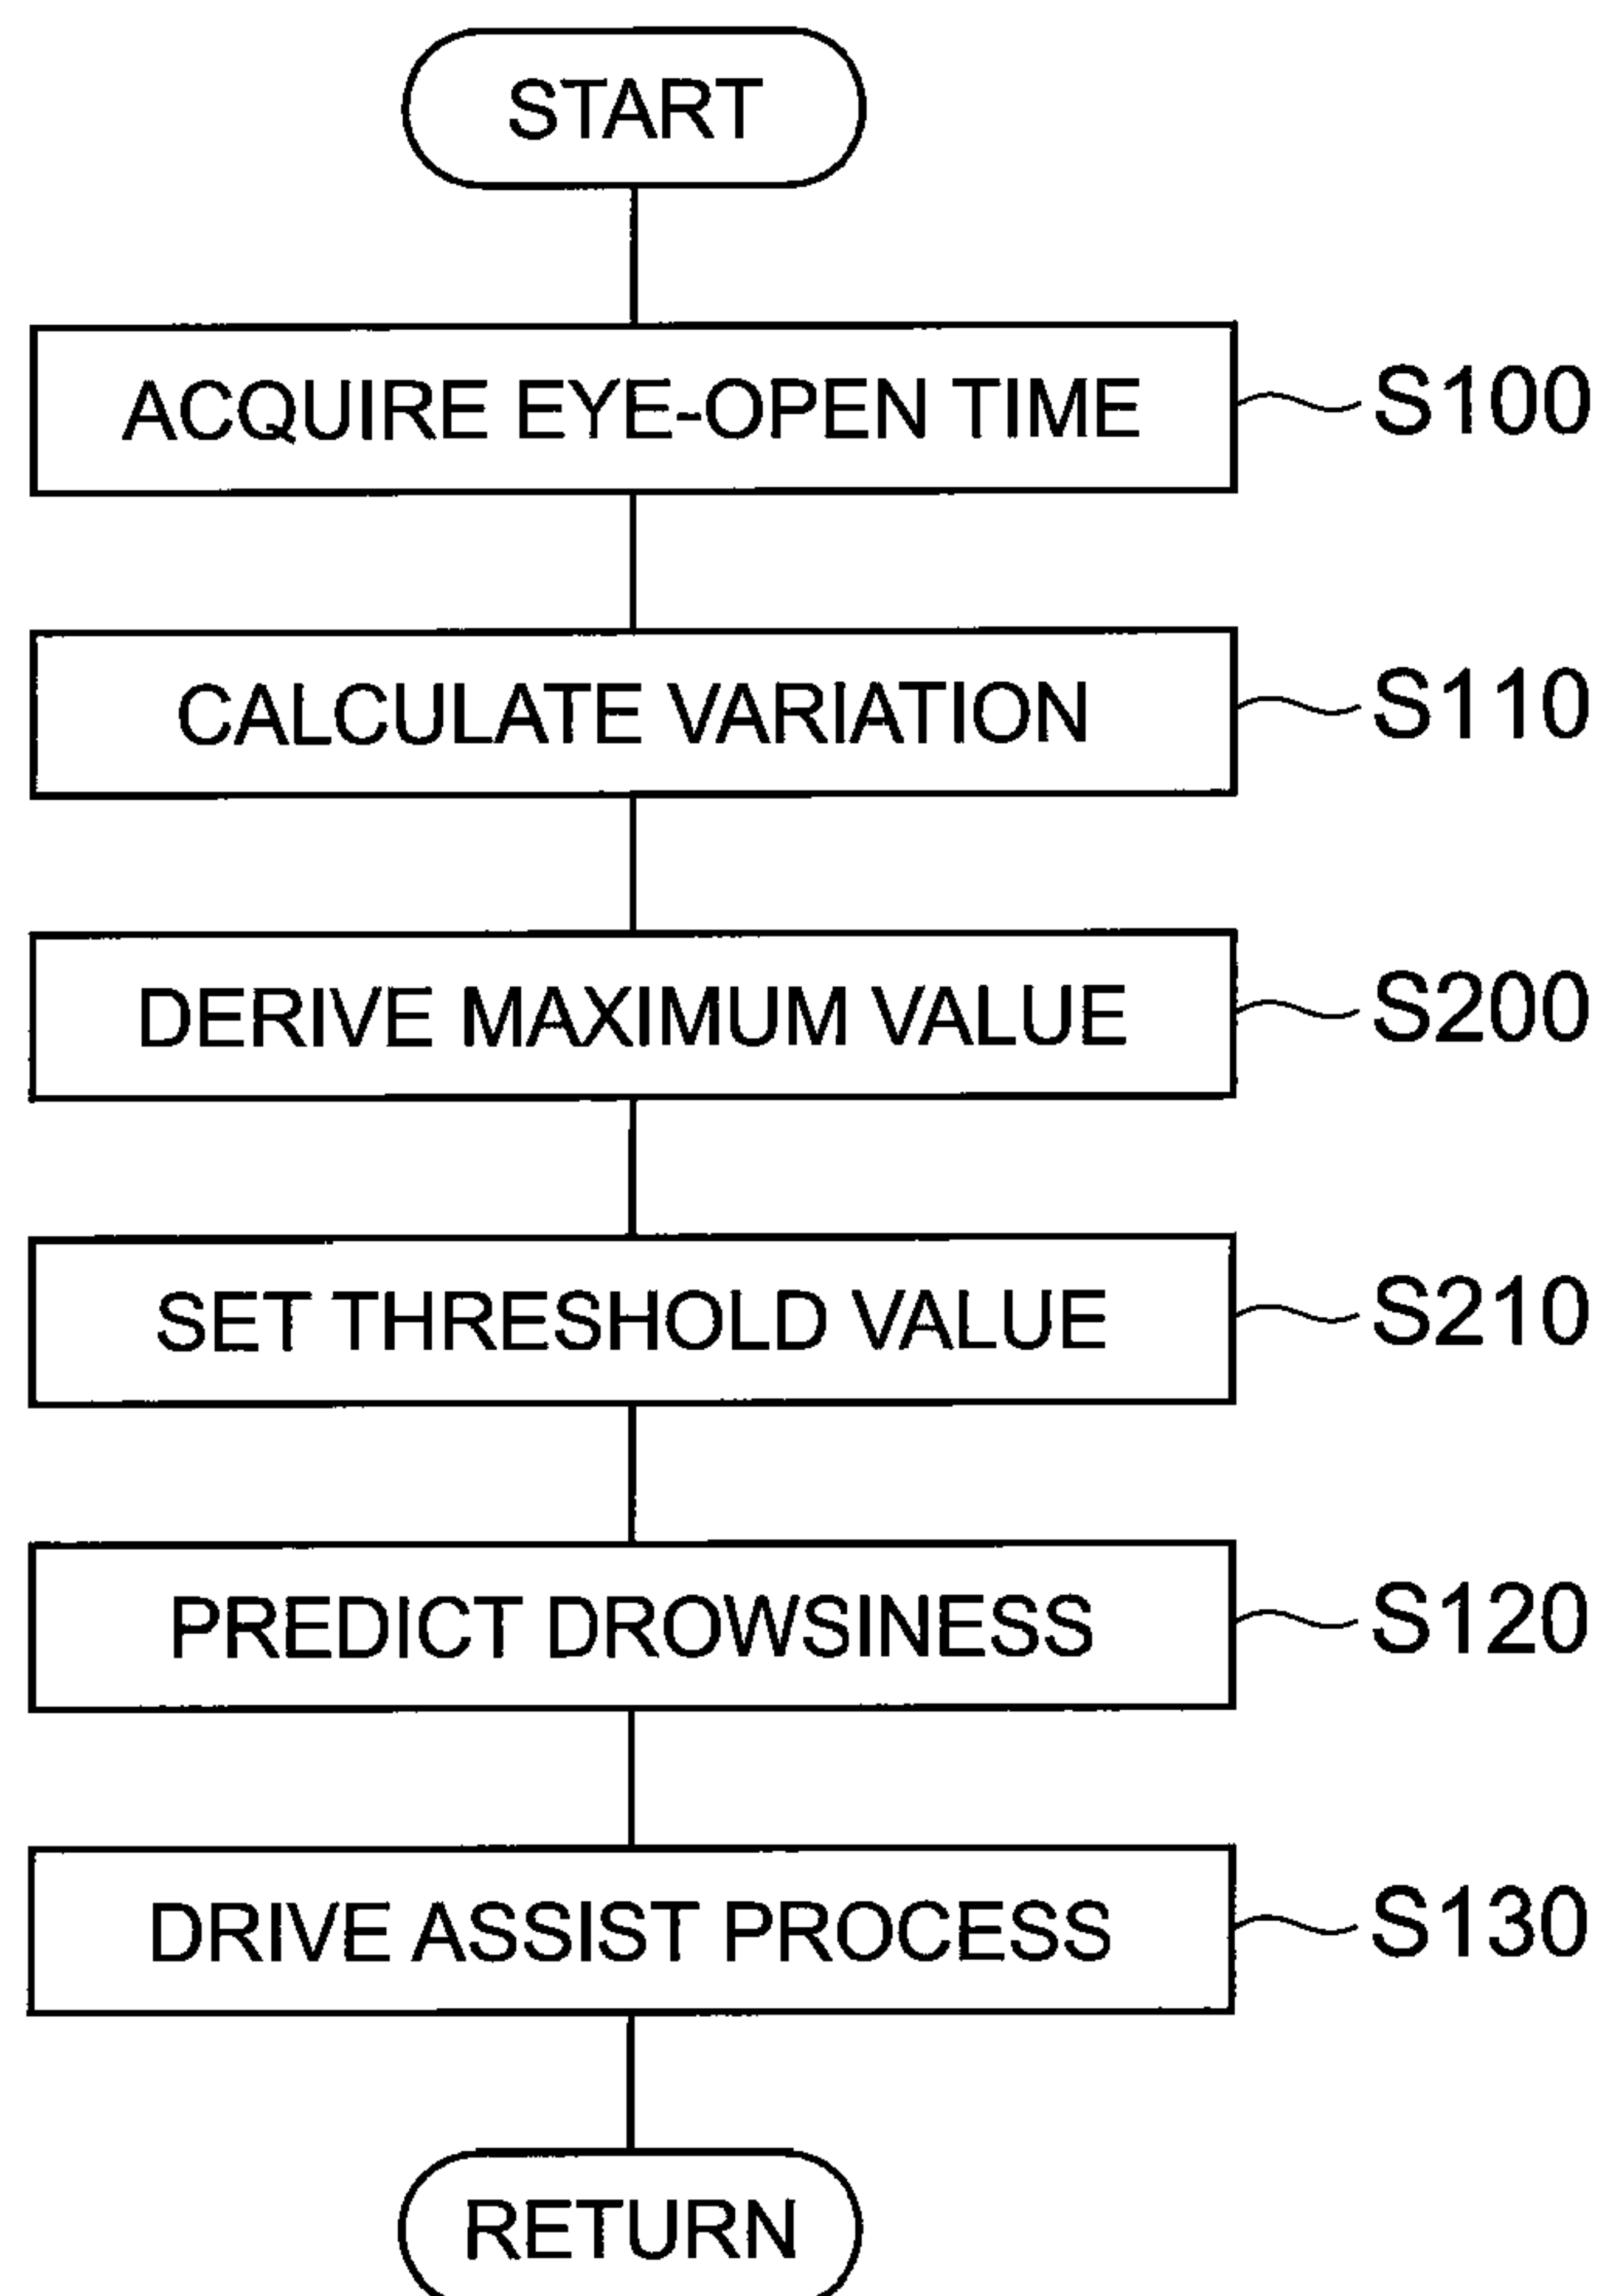 START
ACQUIRE EYE-OPEN TIME S100
CALCULATE VARIATION S110
DERIVE MAXIMUM VALUE S200
SET THRESHOLD VALUE S210
PREDICT DROWSINESS S120
DRIVE ASSIST PROCESS S130
RETURN